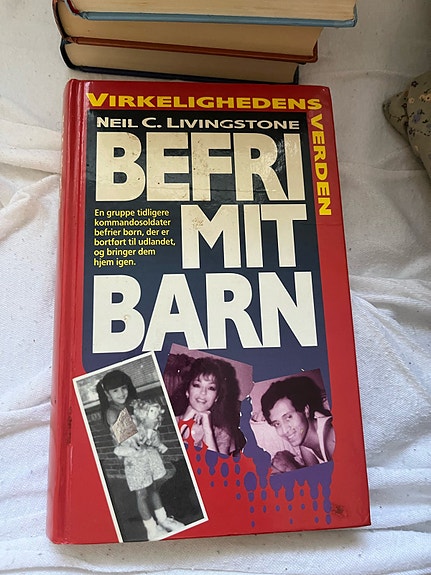 VIRKELIGHEDENS
VERDEN
NEIL C. LIVINGSTONE
BEFRI
MIT
BARN
En gruppe tidligere
kommandosoldater
befrier børn, der er
bortført til udlandet,
og bringer dem
hjem igen.